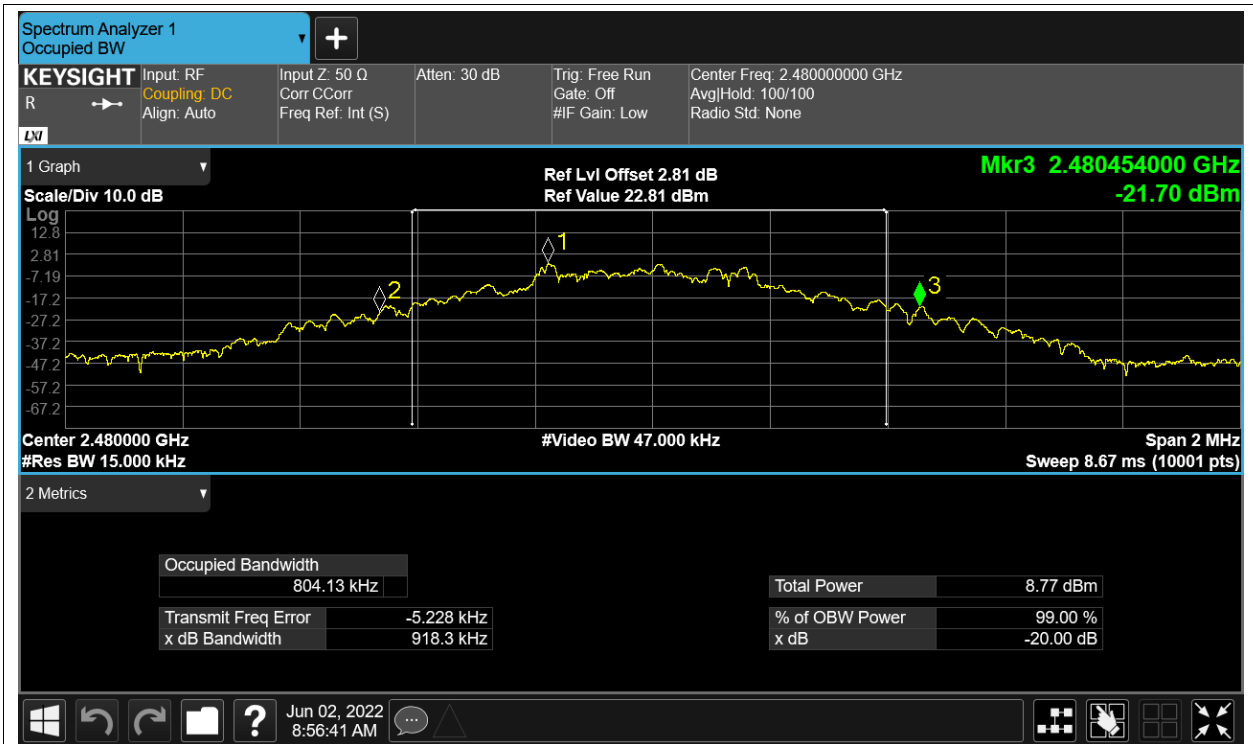 Spectrum Analyzer 1
Occupied BW
KEYSIGHT
R
LXI
Input: RF
Coupling: DC
Align: Auto
Input Z: 50 Ω
Corr CCorr
Freq Ref: Int (S)
Atten: 30 dB
Trig: Free Run
Gate: Off
#IF Gain: Low
Center Freq: 2.480000000 GHz
Avg|Hold: 100/100
Radio Std: None
1 Graph
Scale/Div 10.0 dB
Ref Lvl Offset 2.81 dB
Ref Value 22.81 dBm
Mkr3 2.480454000 GHz
-21.70 dBm
Log
12.8
2.81
-7.19
-17.2
-27.2
-37.2
-47.2
-57.2
-67.2
1
2
3
Center 2.480000 GHz
#Res BW 15.000 kHz
#Video BW 47.000 kHz
Span 2 MHz
Sweep 8.67 ms (10001 pts)
2 Metrics
Occupied Bandwidth
804.13 kHz
Transmit Freq Error -5.228 kHz
x dB Bandwidth 918.3 kHz
Total Power 8.77 dBm
% of OBW Power 99.00 %
x dB -20.00 dB
?
Jun 02, 2022
8:56:41 AM